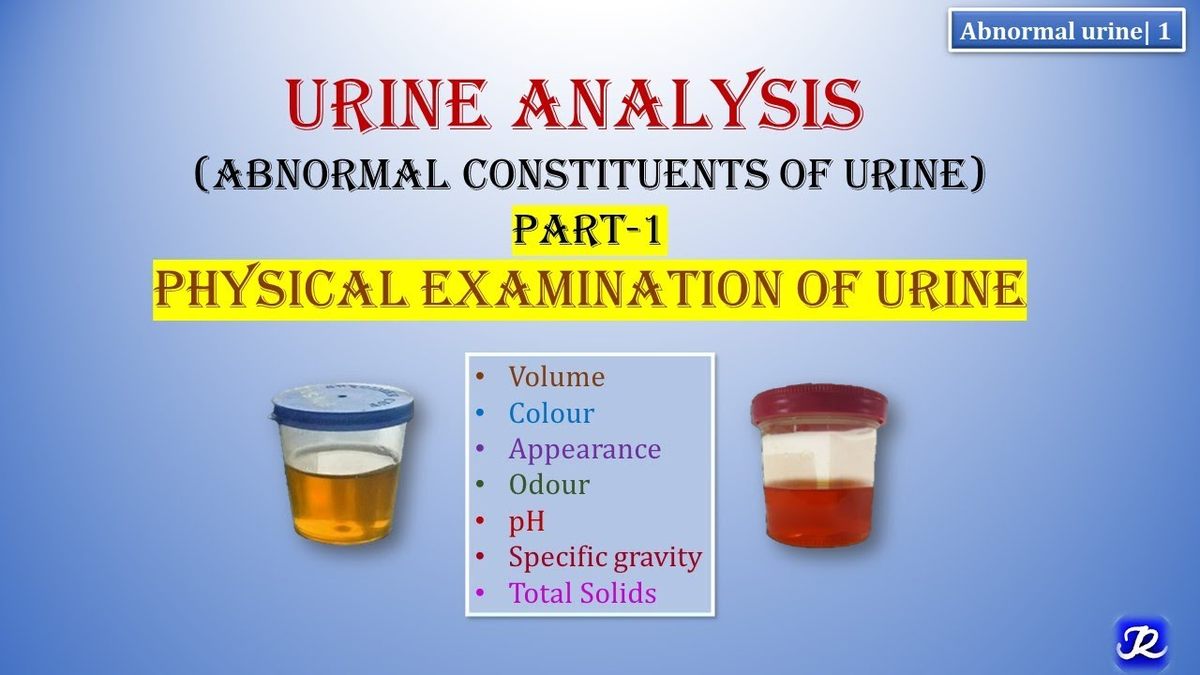 Abnormal urine| 1
URINE ANALYSIS
(ABNORMAL CONSTITUENTS OF URINE)
PART-1
PHYSICAL EXAMINATION OF URINE
• Volume
• Colour
• Appearance
• Odour
• pH
• Specific gravity
• Total Solids
JR